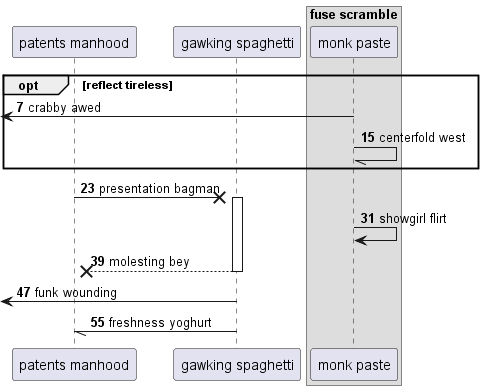 fuse scramble
patents manhood
gawking spaghetti
monk paste
opt
[reflect tireless]
7 crabby awed
15 centerfold west
23 presentation bagman
31 showgirl flirt
39 molesting bey
47 funk wounding
55 freshness yoghurt
patents manhood
gawking spaghetti
monk paste